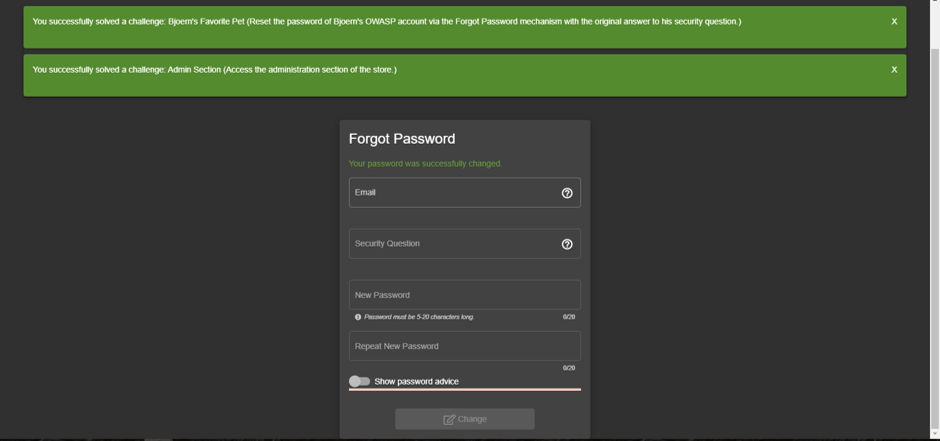 You successfully solved a challenge: Bjoern's Favorite Pet (Reset the password of Bjoern's OWASP account via the Forgot Password mechanism with the original answer to his security question.)
X
You successfully solved a challenge: Admin Section (Access the administration section of the store.)
X
Forgot Password
Your password was successfully changed.
Email
Security Question
New Password
Password must be 5-20 characters long. 0/20
Repeat New Password
0/20
Show password advice
Change